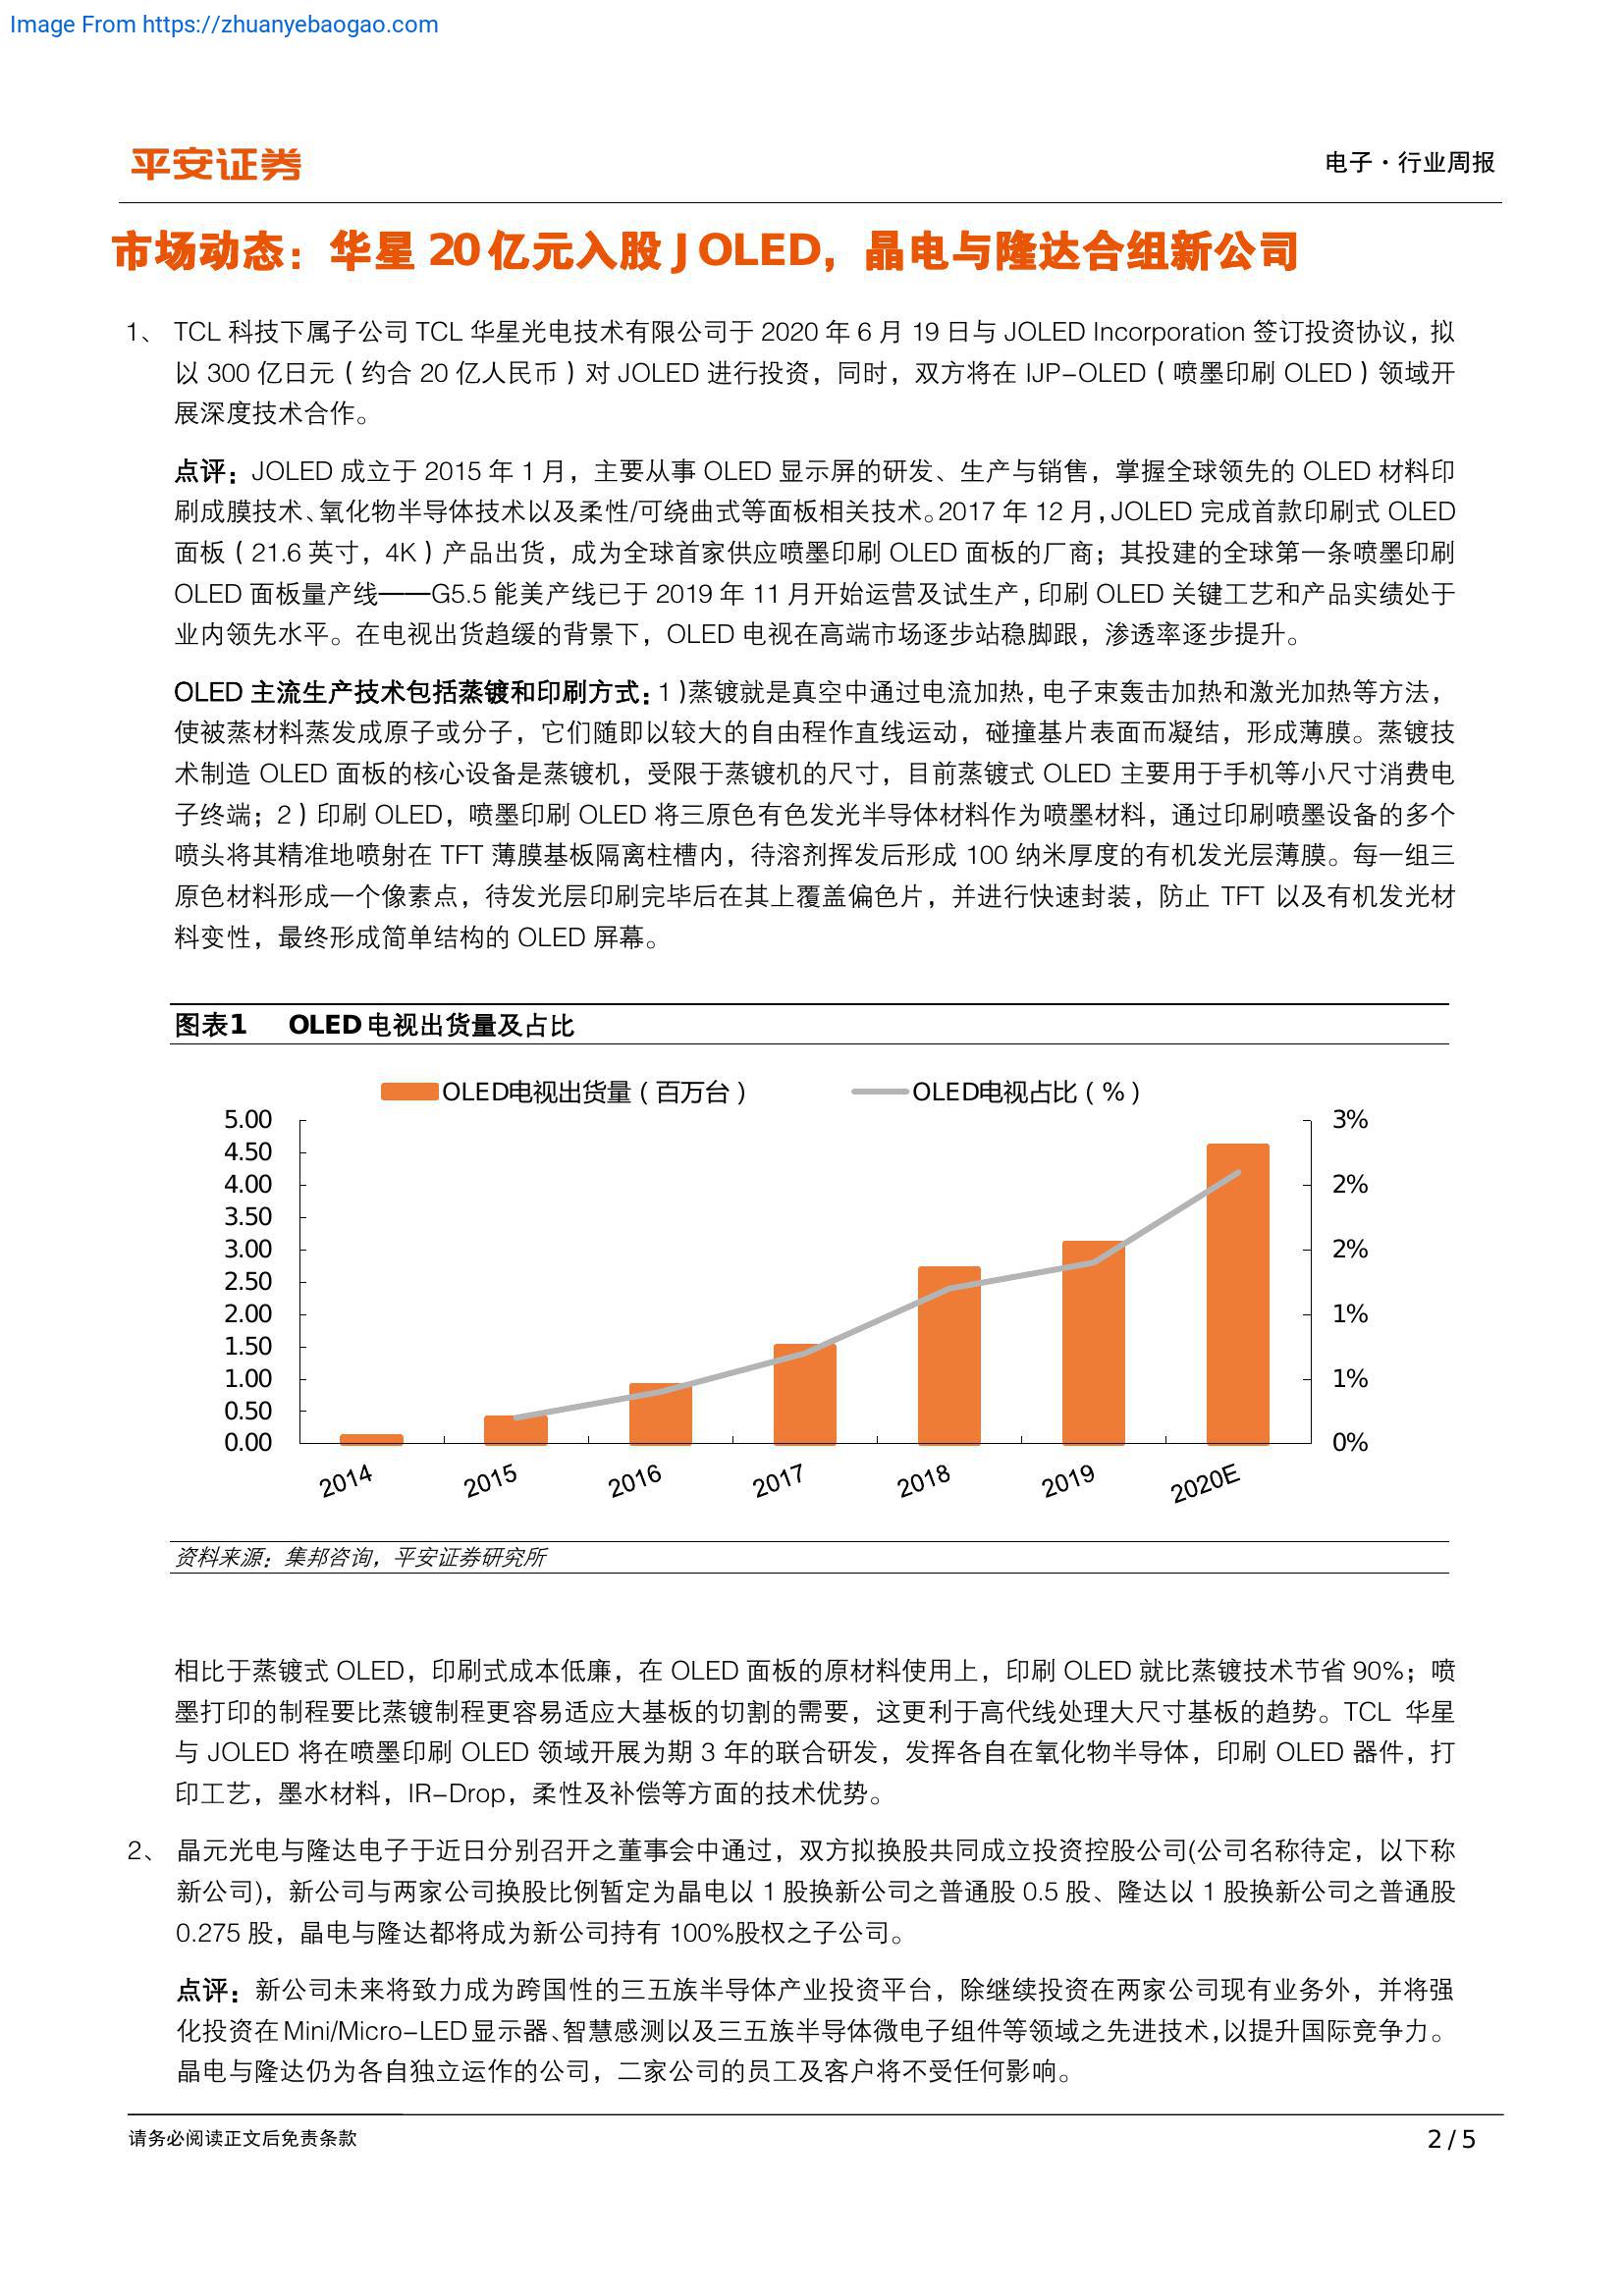 Image From https://zhuanyebaogao.com
平安证券
电子·行业周报
市场动态：华星 20 亿元入股 JOLED，晶电与隆达合组新公司
1、 TCL 科技下属子公司 TCL 华星光电技术有限公司于 2020 年 6 月 19 日与 JOLED Incorporation 签订投资协议，拟
以 300 亿日元（约合 20 亿人民币）对 JOLED 进行投资，同时，双方将在 IJP-OLED（喷墨印刷 OLED）领域开
展深度技术合作。
点评：JOLED 成立于 2015 年 1 月，主要从事 OLED 显示屏的研发、生产与销售，掌握全球领先的 OLED 材料印
刷成膜技术、氧化物半导体技术以及柔性/可绕曲式等面板相关技术。2017 年 12 月，JOLED 完成首款印刷式 OLED
面板（21.6 英寸，4K）产品出货，成为全球首家供应喷墨印刷 OLED 面板的厂商；其投建的全球第一条喷墨印刷
OLED 面板量产线——G5.5 能美产线已于 2019 年 11 月开始运营及试生产，印刷 OLED 关键工艺和产品实绩处于
业内领先水平。在电视出货趋缓的背景下，OLED 电视在高端市场逐步站稳脚跟，渗透率逐步提升。
OLED 主流生产技术包括蒸镀和印刷方式：1）蒸镀就是真空中通过电流加热，电子束轰击加热和激光加热等方法，
使被蒸材料蒸发成原子或分子，它们随即以较大的自由程作直线运动，碰撞基片表面而凝结，形成薄膜。蒸镀技
术制造 OLED 面板的核心设备是蒸镀机，受限于蒸镀机的尺寸，目前蒸镀式 OLED 主要用于手机等小尺寸消费电
子终端；2）印刷 OLED，喷墨印刷 OLED 将三原色有色发光半导体材料作为喷墨材料，通过印刷喷墨设备的多个
喷头将其精准地喷射在 TFT 薄膜基板隔离柱槽内，待溶剂挥发后形成 100 纳米厚度的有机发光层薄膜。每一组三
原色材料形成一个像素点，待发光层印刷完毕后在其上覆盖偏色片，并进行快速封装，防止 TFT 以及有机发光材
料变性，最终形成简单结构的 OLED 屏幕。
图表1 OLED电视出货量及占比
OLED电视出货量（百万台） OLED电视占比（%）
5.00 3%
4.50
4.00 2%
3.50
3.00 2%
2.50
2.00 1%
1.50
1.00 1%
0.50
0.00 0%
2014 2015 2016 2017 2018 2019 2020E
资料来源：集邦咨询，平安证券研究所
相比于蒸镀式 OLED，印刷式成本低廉，在 OLED 面板的原材料使用上，印刷 OLED 就比蒸镀技术节省 90%；喷
墨打印的制程要比蒸镀制程更容易适应大基板的切割的需要，这更利于高代线处理大尺寸基板的趋势。TCL 华星
与 JOLED 将在喷墨印刷 OLED 领域开展为期 3 年的联合研发，发挥各自在氧化物半导体，印刷 OLED 器件，打
印工艺，墨水材料，IR-Drop，柔性及补偿等方面的技术优势。
2、 晶元光电与隆达电子于近日分别召开之董事会中通过，双方拟换股共同成立投资控股公司(公司名称待定，以下称
新公司)，新公司与两家公司换股比例暂定为晶电以 1 股换新公司之普通股 0.5 股、隆达以 1 股换新公司之普通股
0.275 股，晶电与隆达都将成为新公司持有 100%股权之子公司。
点评：新公司未来将致力成为跨国性的三五族半导体产业投资平台，除继续投资在两家公司现有业务外，并将强
化投资在 Mini/Micro-LED 显示器、智慧感测以及三五族半导体微电子组件等领域之先进技术，以提升国际竞争力。
晶电与隆达仍为各自独立运作的公司，二家公司的员工及客户将不受任何影响。
请务必阅读正文后免责条款
2 / 5